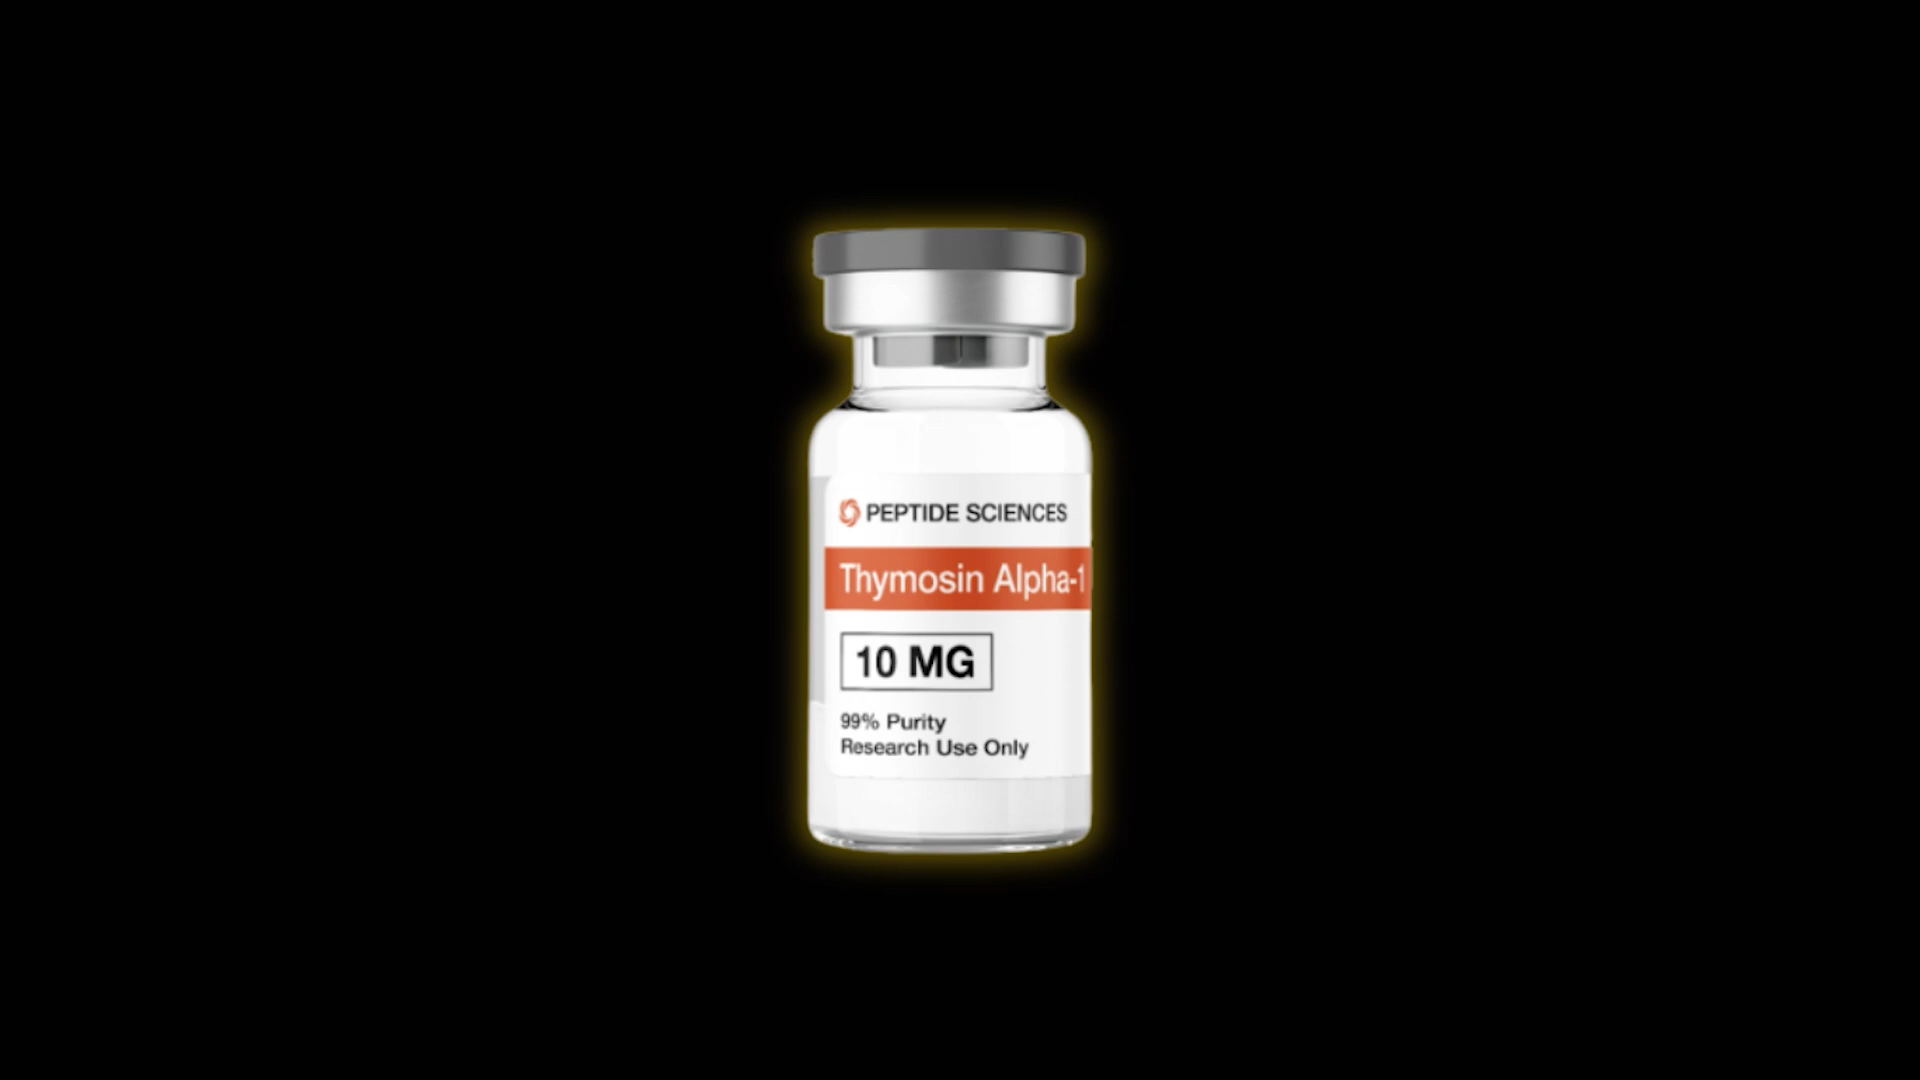 PEPTIDE SCIENCES
Thymosin Alpha-1
10 MG
99% Purity
Research Use Only